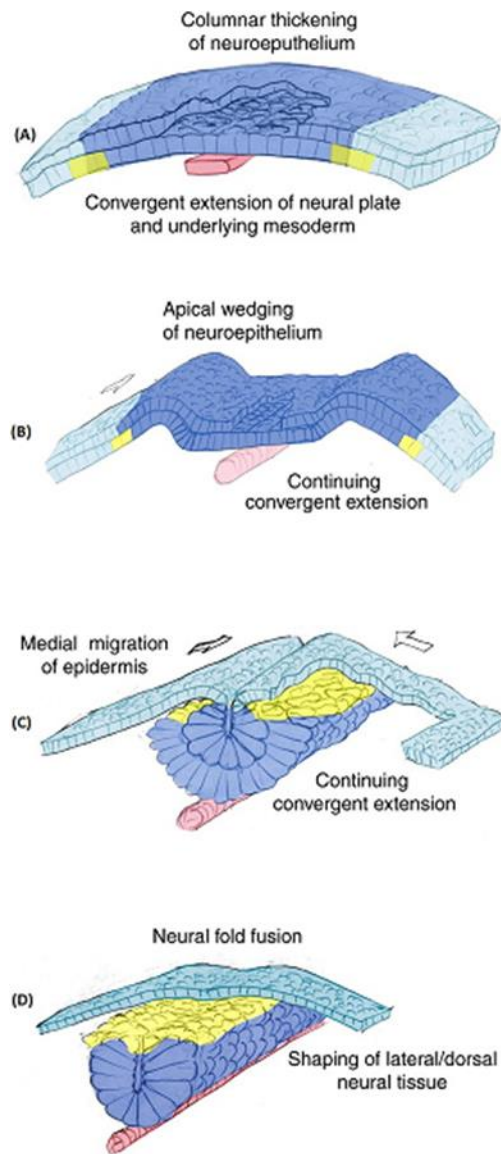 Columnar thickening
of neuroeputhelium
(A)
Convergent extension of neural plate
and underlying mesoderm
Apical wedging
of neuroepithelium
(B)
Continuing
convergent extension
Medial migration
of epidermis
(C)
Continuing
convergent extension
Neural fold fusion
(D)
Shaping of lateral/dorsal
neural tissue